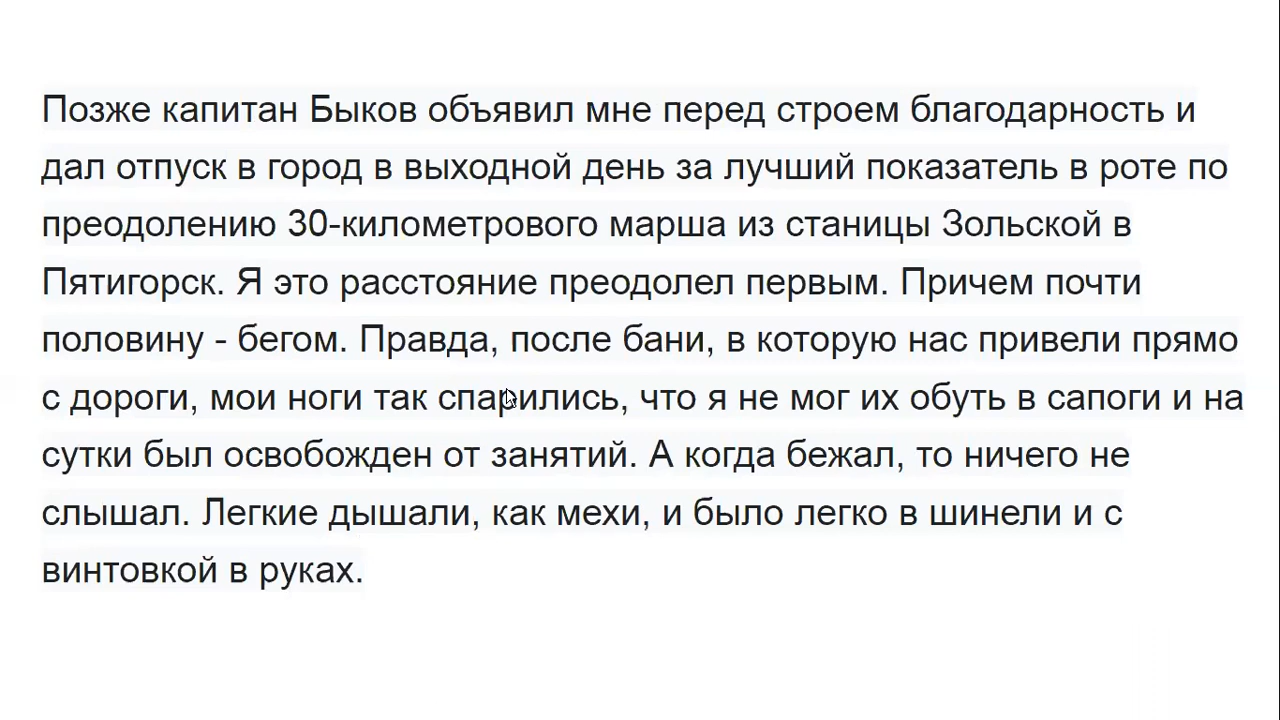 Позже капитан Быков объявил мне перед строем благодарность и
дал отпуск в город в выходной день за лучший показатель в роте по
преодолению 30-километрового марша из станицы Зольской в
Пятигорск. Я это расстояние преодолел первым. Причем почти
половину - бегом. Правда, после бани, в которую нас привели прямо
с дороги, мои ноги так спарились, что я не мог их обуть в сапоги и на
сутки был освобожден от занятий. А когда бежал, то ничего не
слышал. Легкие дышали, как мехи, и было легко в шинели и с
винтовкой в руках.